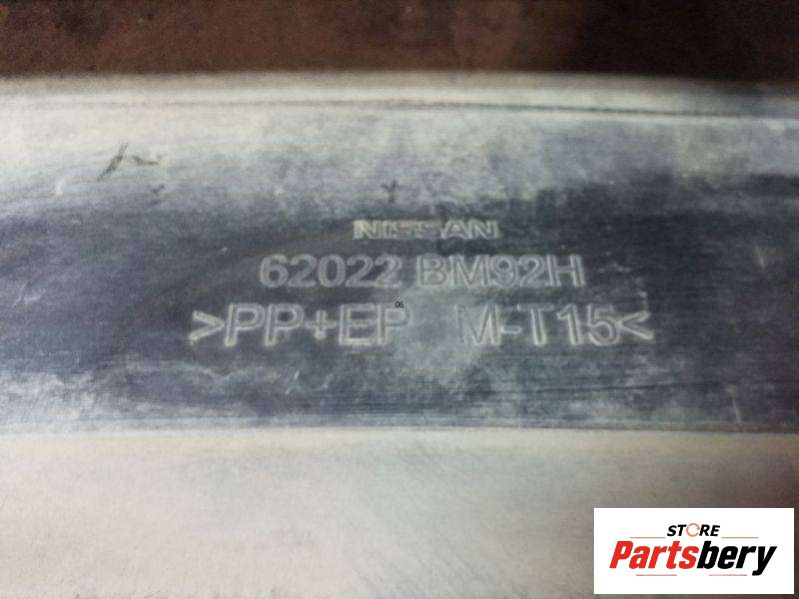 NISSAN
62022 BM92H
>PP+EP M-T15<
STORE
Partsbery